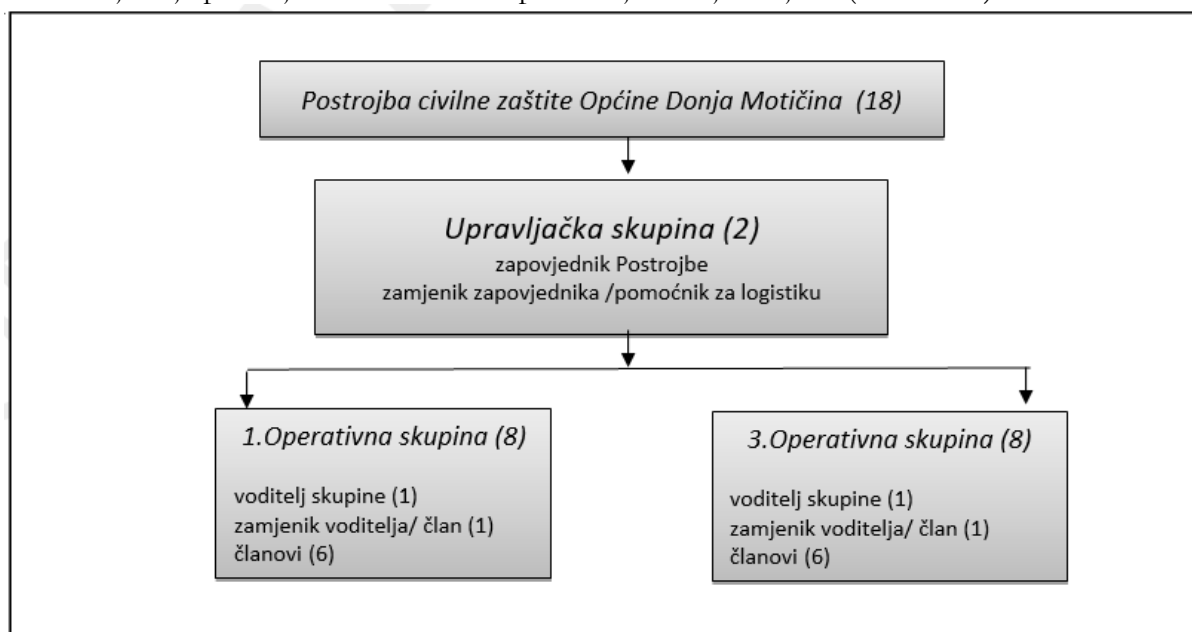 Postrojba civilne zaštite Općine Donja Motičina (18)
Upravljačka skupina (2)
zapovjednik Postrojbe
zamjenik zapovjednika /pomoćnik za logistiku
1.Operativna skupina (8)
voditelj skupine (1)
zamjenik voditelja/ član (1)
članovi (6)
3.Operativna skupina (8)
voditelj skupine (1)
zamjenik voditelja/ član (1)
članovi (6)